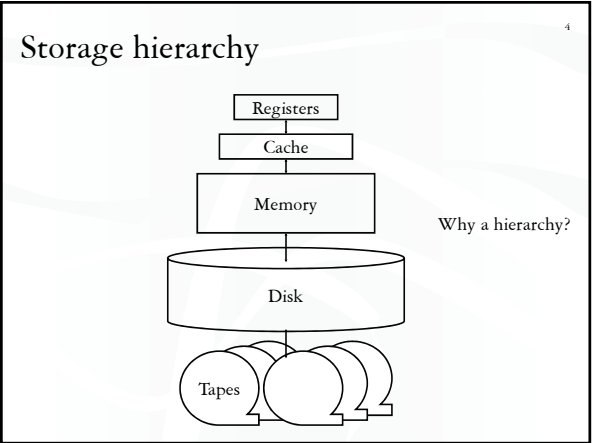 4
Storage hierarchy
Registers
Cache
Memory
Why a hierarchy?
Disk
Tapes